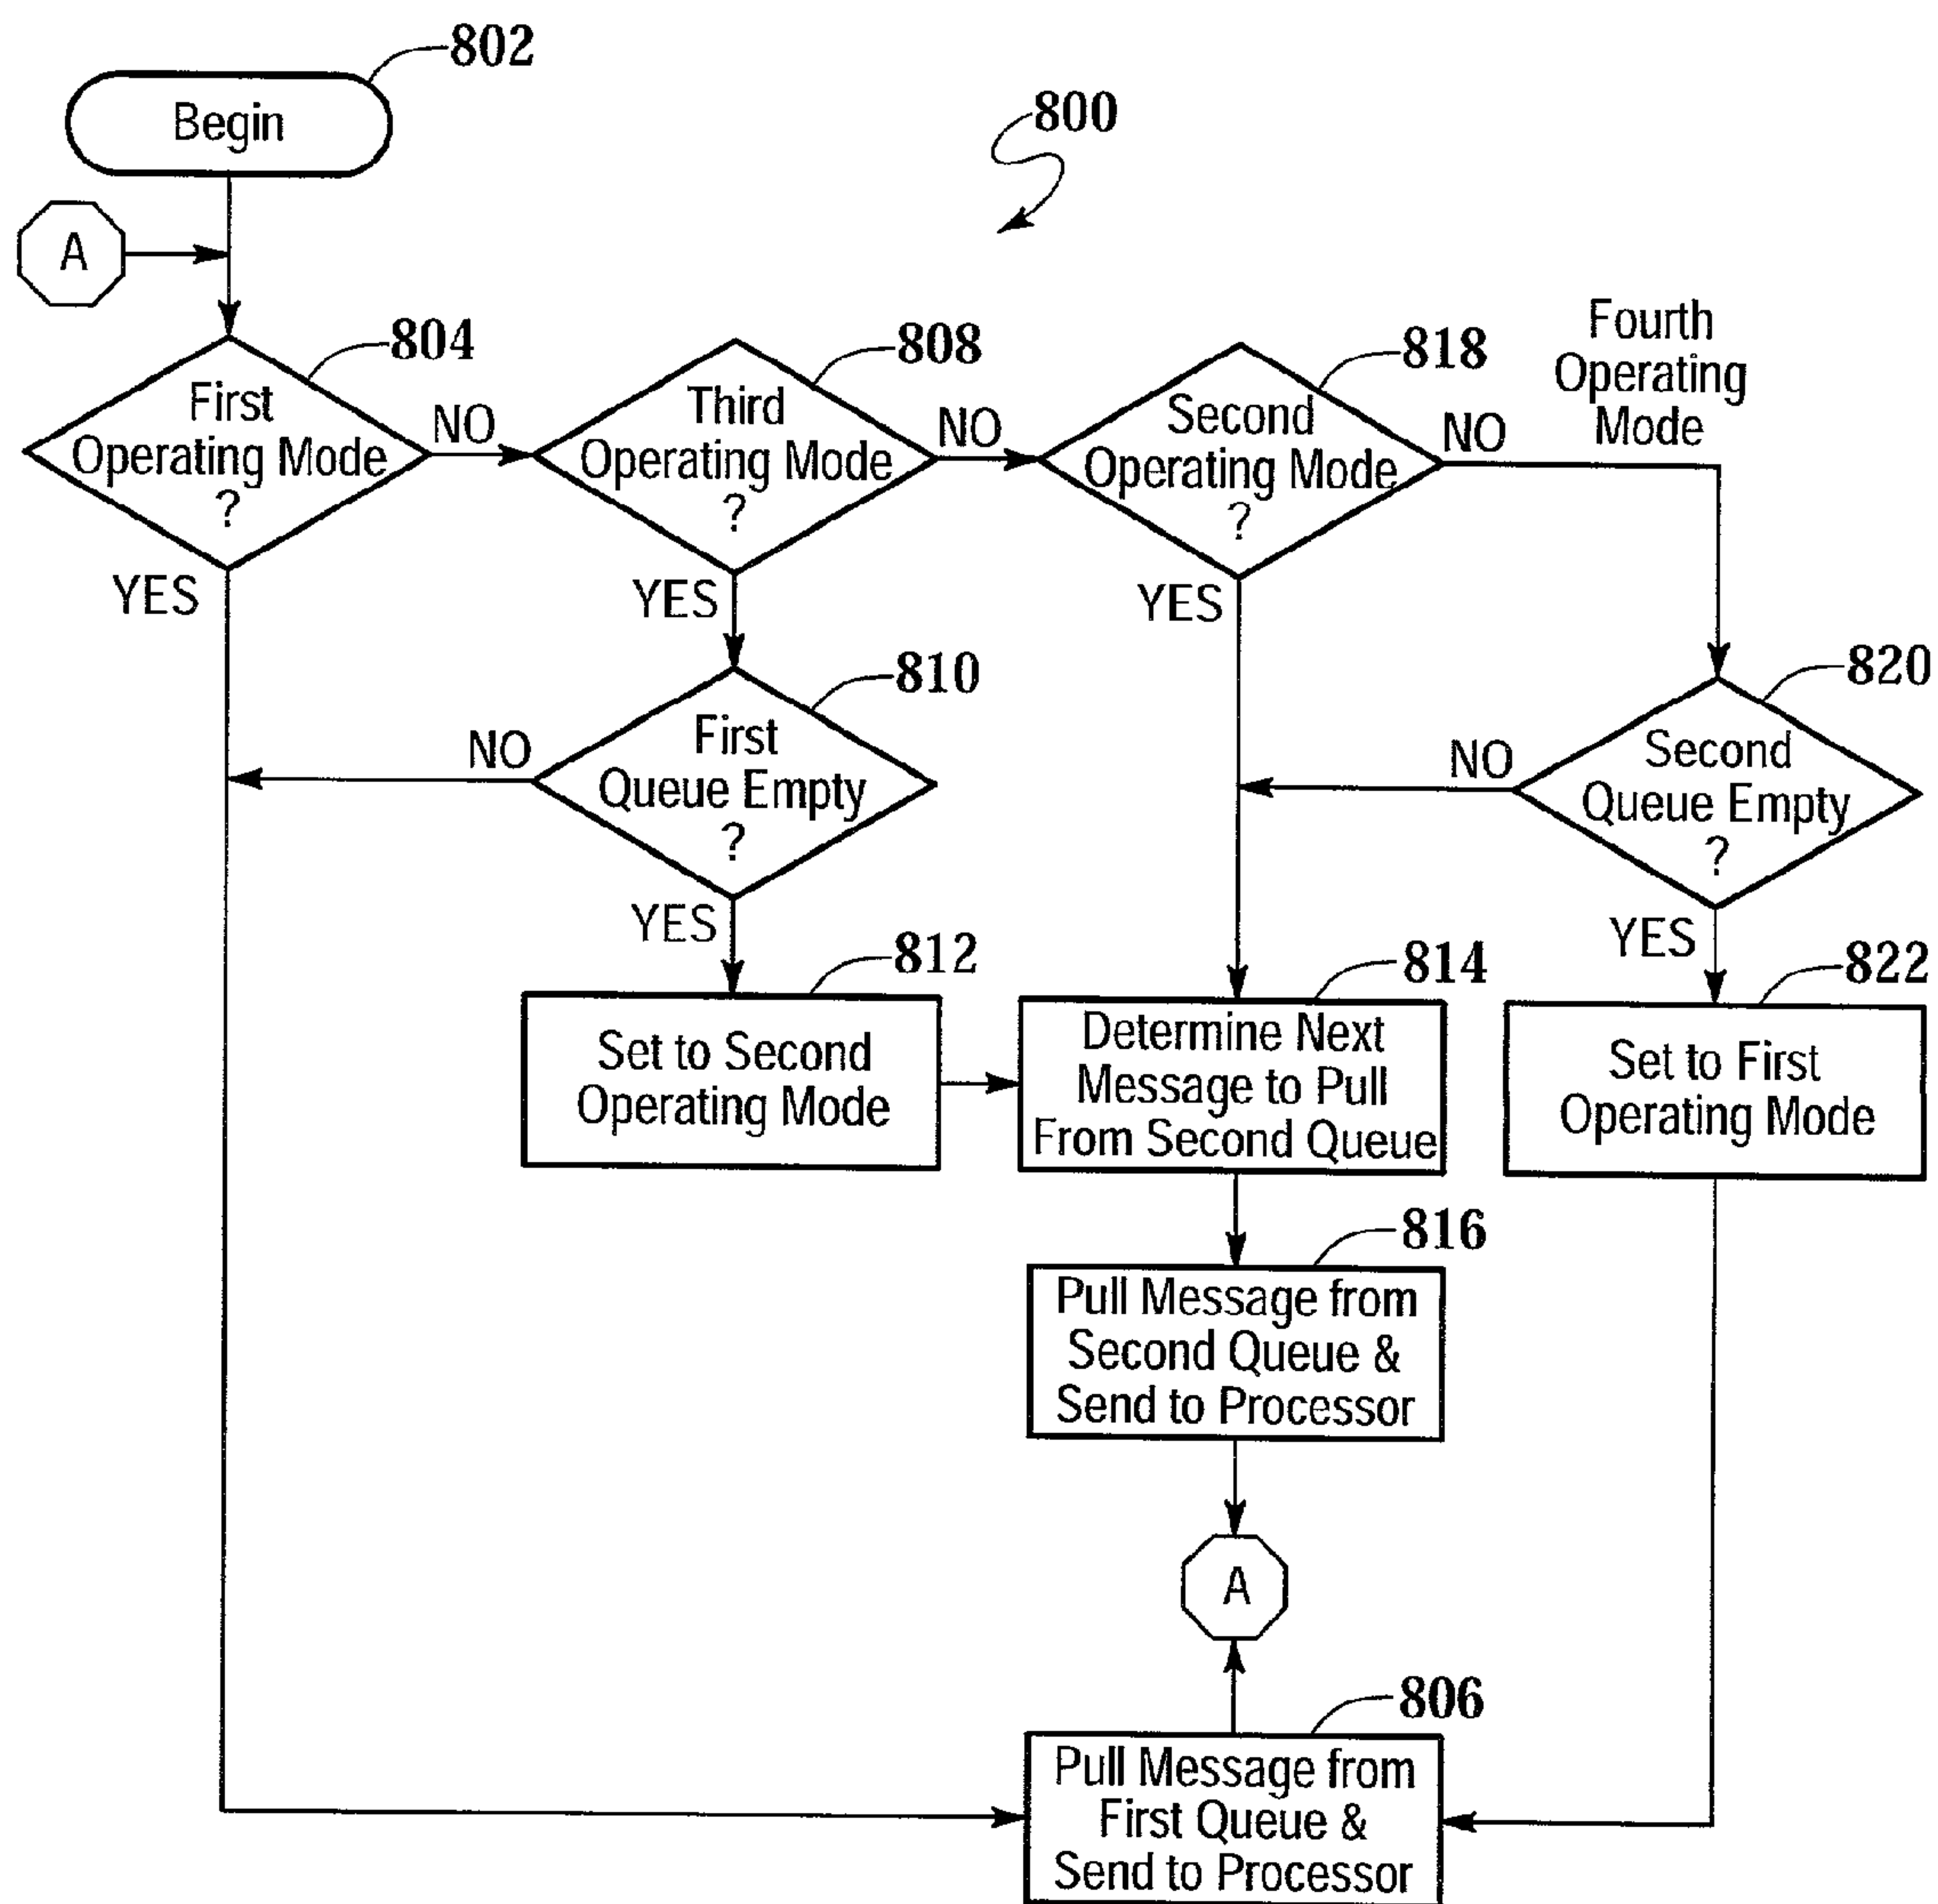 802
Begin
800
A
804
First
Operating Mode
?
NO
YES
808
Third
Operating Mode
?
NO
YES
818
Second
Operating Mode
?
NO
YES
Fourth
Operating
Mode
810
First
Queue Empty
?
NO
YES
820
Second
Queue Empty
?
NO
YES
812
Set to Second
Operating Mode
814
Determine Next
Message to Pull
From Second Queue
822
Set to First
Operating Mode
816
Pull Message from
Second Queue &
Send to Processor
A
806
Pull Message from
First Queue &
Send to Processor